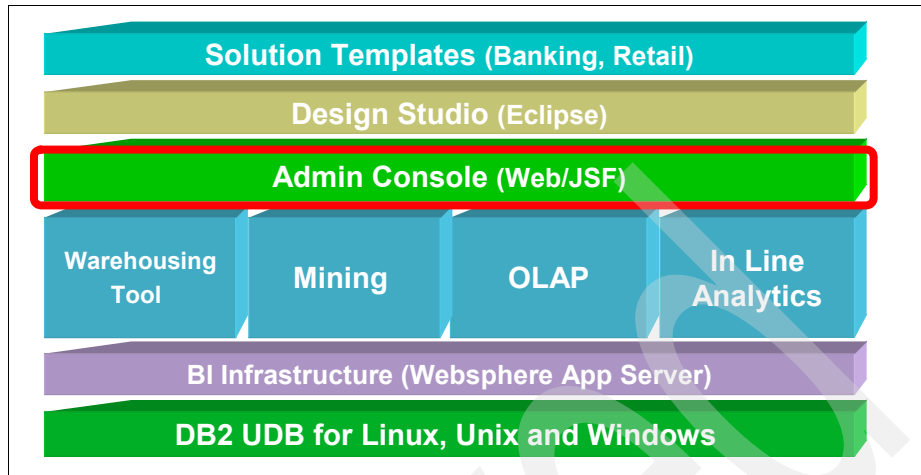 Solution Templates (Banking, Retail)
Design Studio (Eclipse)
Admin Console (Web/JSF)
Warehousing
Tool
Mining
OLAP
In Line
Analytics
BI Infrastructure (Websphere App Server)
DB2 UDB for Linux, Unix and Windows